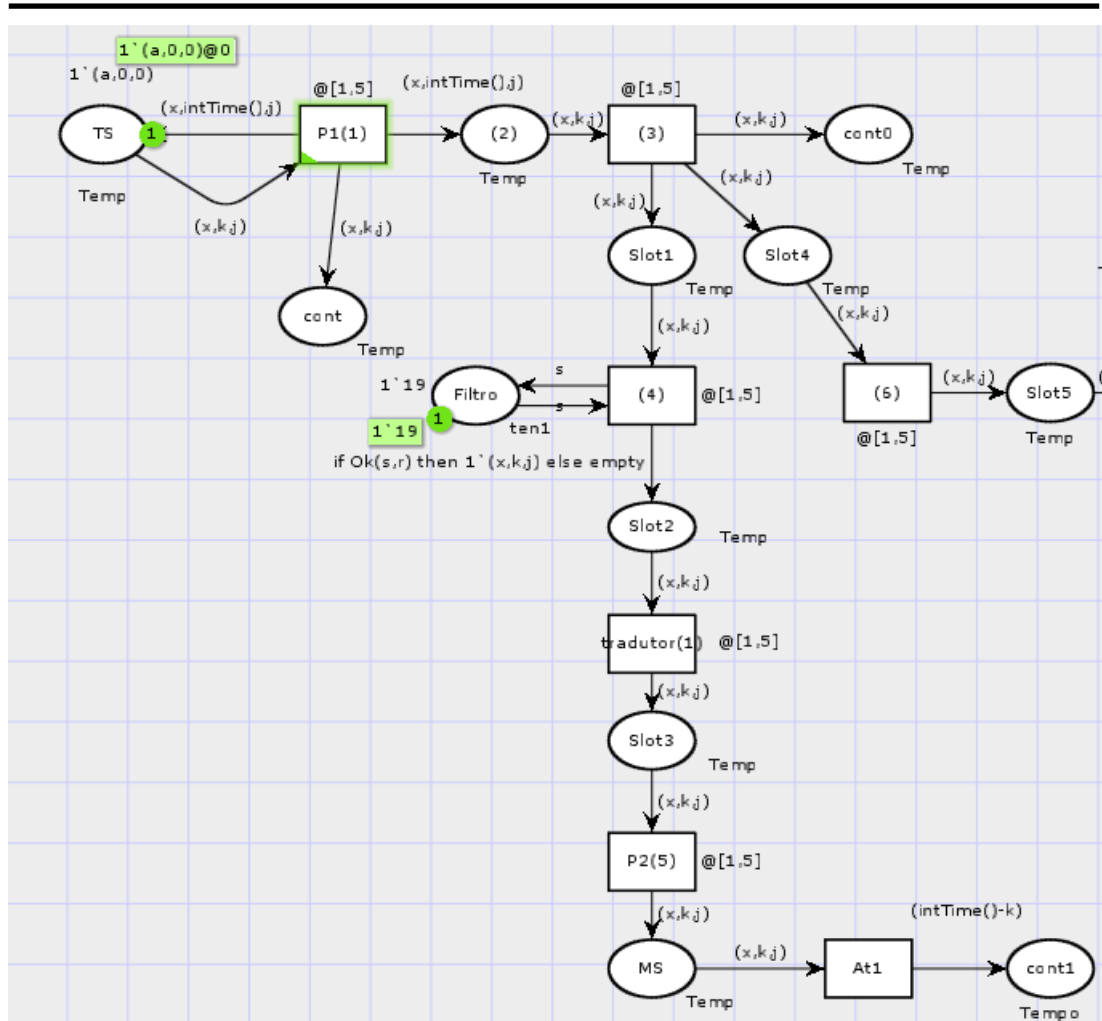 1`(a,0,0)@0
1`(a,0,0)
TS
1
Temp
(x,intTime(),j)
(x,k,j)
@[1,5]
P1(1)
(x,k,j)
cont
Temp
(x,intTime(),j)
(2)
Temp
(x,k,j)
@[1,5]
(3)
(x,k,j)
cont0
Temp
(x,k,j)
Slot1
Temp
(x,k,j)
Slot4
Temp
(x,k,j)
(x,k,j)
1`19
Filtro
1
1`19
s
s
ten1
(4)
@[1,5]
(6)
@[1,5]
(x,k,j)
Slot5
Temp
(
if Ok(s,r) then 1`(x,k,j) else empty
Slot2
Temp
(x,k,j)
tradutor(1)
@[1,5]
(x,k,j)
Slot3
Temp
(x,k,j)
P2(5)
@[1,5]
(x,k,j)
MS
Temp
(x,k,j)
At1
(intTime()-k)
cont1
Tempo